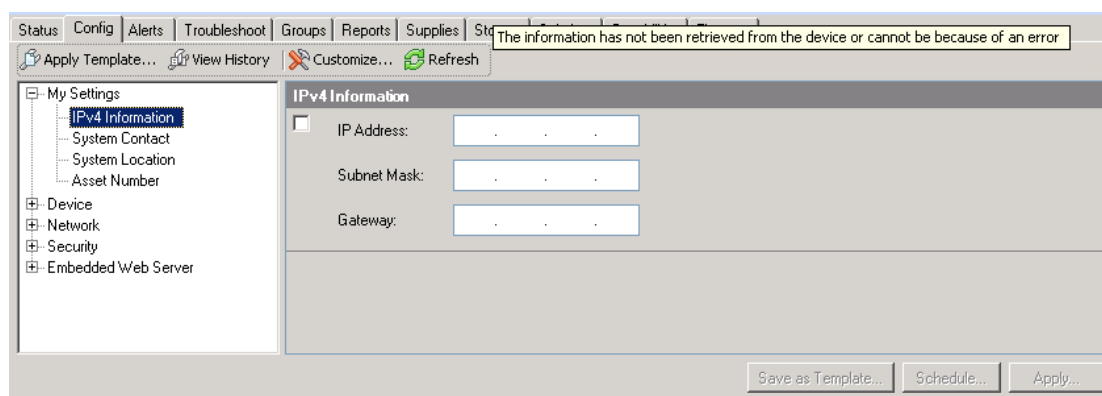 Status Config Alerts Troubleshoot Groups Reports Supplies
The information has not been retrieved from the device or cannot be because of an error
Apply Template... View History Customize... Refresh
My Settings
IPv4 Information
System Contact
System Location
Asset Number
Device
Network
Security
Embedded Web Server
IPv4 Information
IP Address: . . .
Subnet Mask: . . .
Gateway: . . .
Save as Template... Schedule... Apply...